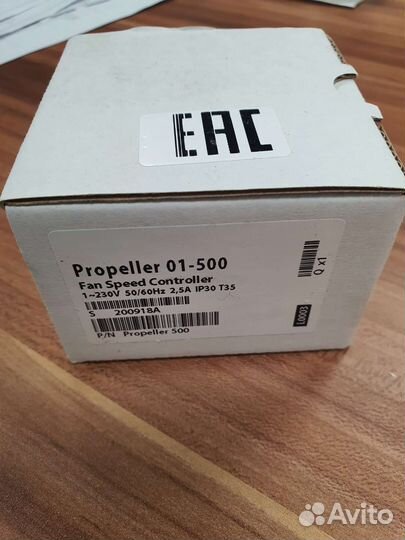 EAC
Propeller 01-500
Fan Speed Controller
1~230V 50/60Hz 2,5A IP30 T35
S 200918A
P/N Propeller 500
Q x1
L0003
Avito